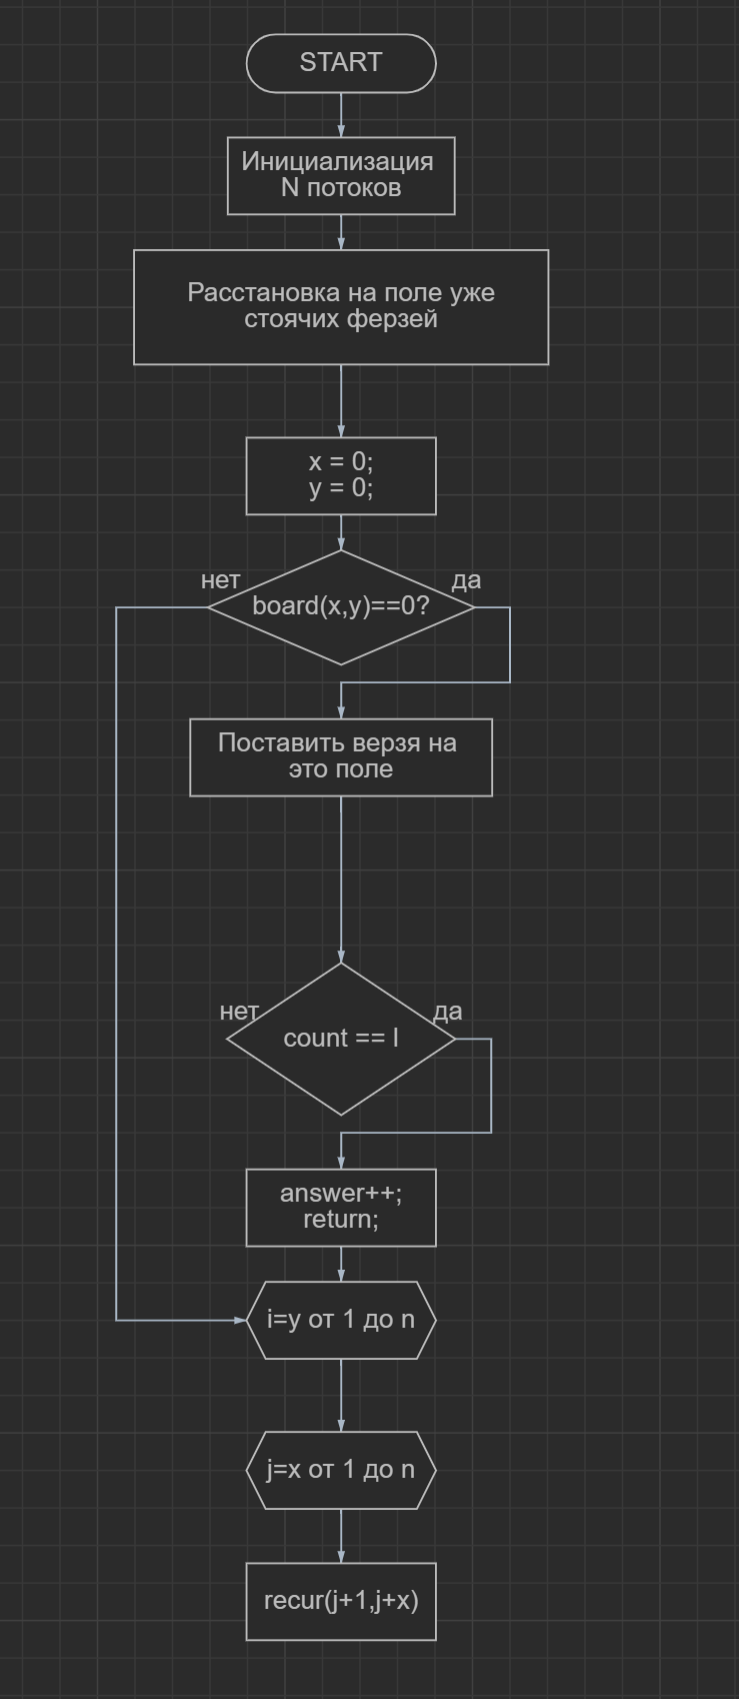 START
Инициализация
N потоков
Расстановка на поле уже
стоячих ферзей
x = 0;
y = 0;
нет
да
board(x,y)==0?
Поставить верзя на
это поле
нет
да
count == l
answer++;
return;
i=y от 1 до n
j=x от 1 до n
recur(j+1,j+x)